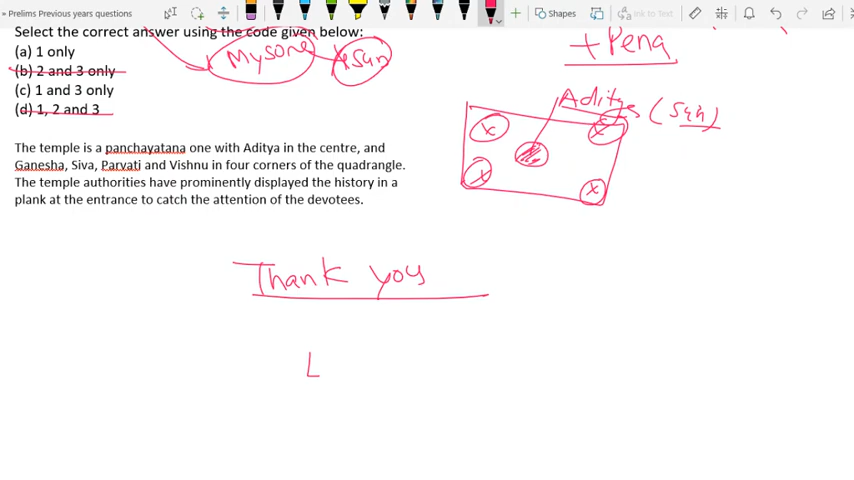 » Prelims Previous years questions
Shapes
Ink to Text
Select the correct answer using the code given below:
(a) 1 only
(b) 2 and 3 only
(c) 1 and 3 only
(d) 1, 2 and 3
Mysore
+ Pena
Aditya
(Sun)
The temple is a panchayatana one with Aditya in the centre, and
Ganesha, Siva, Parvati and Vishnu in four corners of the quadrangle.
The temple authorities have prominently displayed the history in a
plank at the entrance to catch the attention of the devotees.
Thank you
L